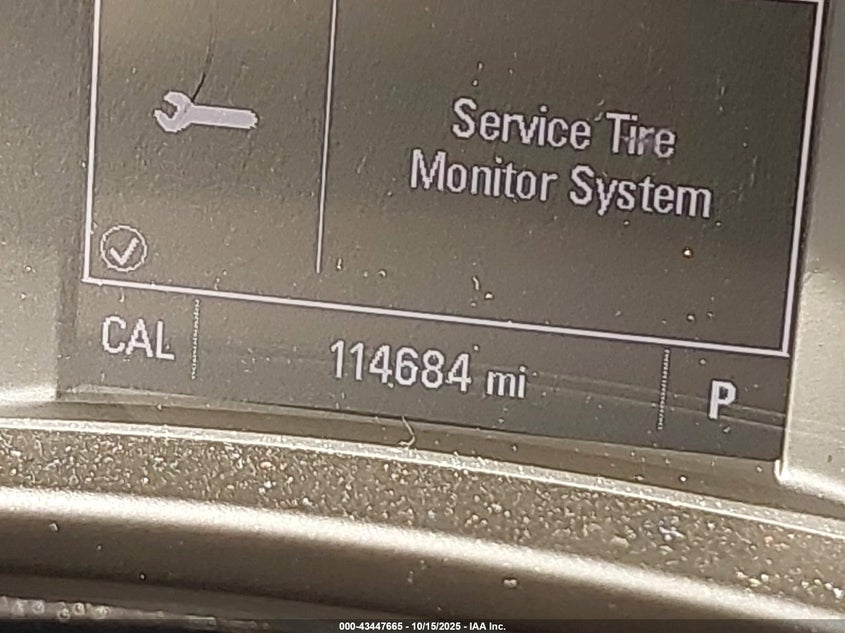 Service Tire
Monitor System
CAL 114684 mi P
000-43447665 - 10/15/2025 - IAA Inc.